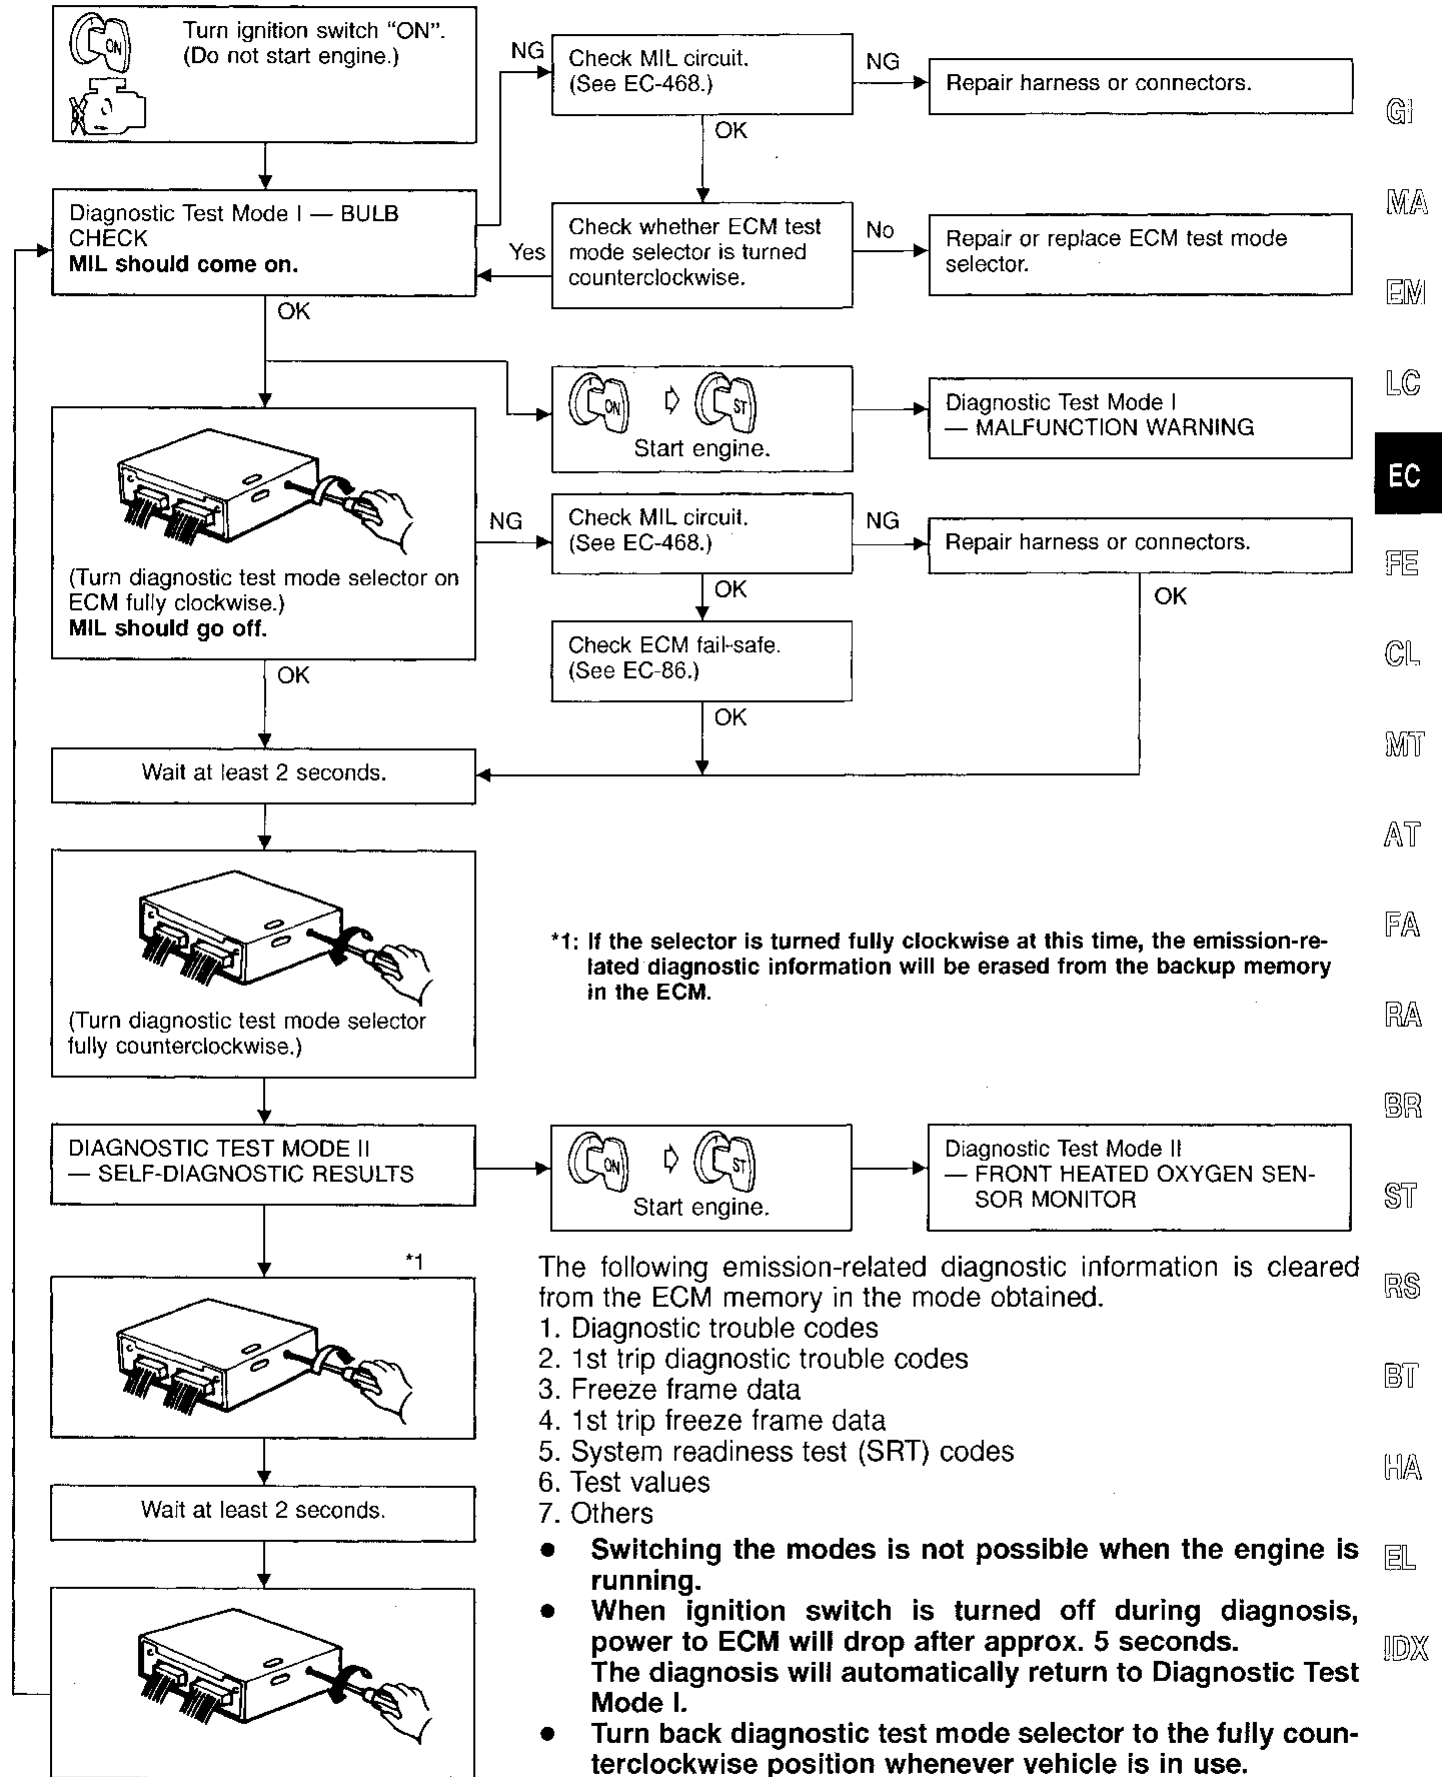 ON
Turn ignition switch “ON”.
(Do not start engine.)
NG
Check MIL circuit.
(See EC-468.)
NG
Repair harness or connectors.
OK
Diagnostic Test Mode I — BULB
CHECK
MIL should come on.
Yes
Check whether ECM test
mode selector is turned
counterclockwise.
No
Repair or replace ECM test mode
selector.
OK
ON
ST
Start engine.
Diagnostic Test Mode I
— MALFUNCTION WARNING
(Turn diagnostic test mode selector on
ECM fully clockwise.)
MIL should go off.
NG
Check MIL circuit.
(See EC-468.)
NG
Repair harness or connectors.
OK
OK
Check ECM fail-safe.
(See EC-86.)
OK
OK
Wait at least 2 seconds.
(Turn diagnostic test mode selector
fully counterclockwise.)
*1: If the selector is turned fully clockwise at this time, the emission-re-
lated diagnostic information will be erased from the backup memory
in the ECM.
DIAGNOSTIC TEST MODE II
— SELF-DIAGNOSTIC RESULTS
ON
ST
Start engine.
Diagnostic Test Mode II
— FRONT HEATED OXYGEN SEN-
SOR MONITOR
*1
Wait at least 2 seconds.
The following emission-related diagnostic information is cleared
from the ECM memory in the mode obtained.
1. Diagnostic trouble codes
2. 1st trip diagnostic trouble codes
3. Freeze frame data
4. 1st trip freeze frame data
5. System readiness test (SRT) codes
6. Test values
7. Others
● Switching the modes is not possible when the engine is
running.
● When ignition switch is turned off during diagnosis,
power to ECM will drop after approx. 5 seconds.
The diagnosis will automatically return to Diagnostic Test
Mode I.
● Turn back diagnostic test mode selector to the fully coun-
terclockwise position whenever vehicle is in use.
GI
MA
EM
LC
EC
FE
CL
MT
AT
FA
RA
BR
ST
RS
BT
HA
EL
IDX